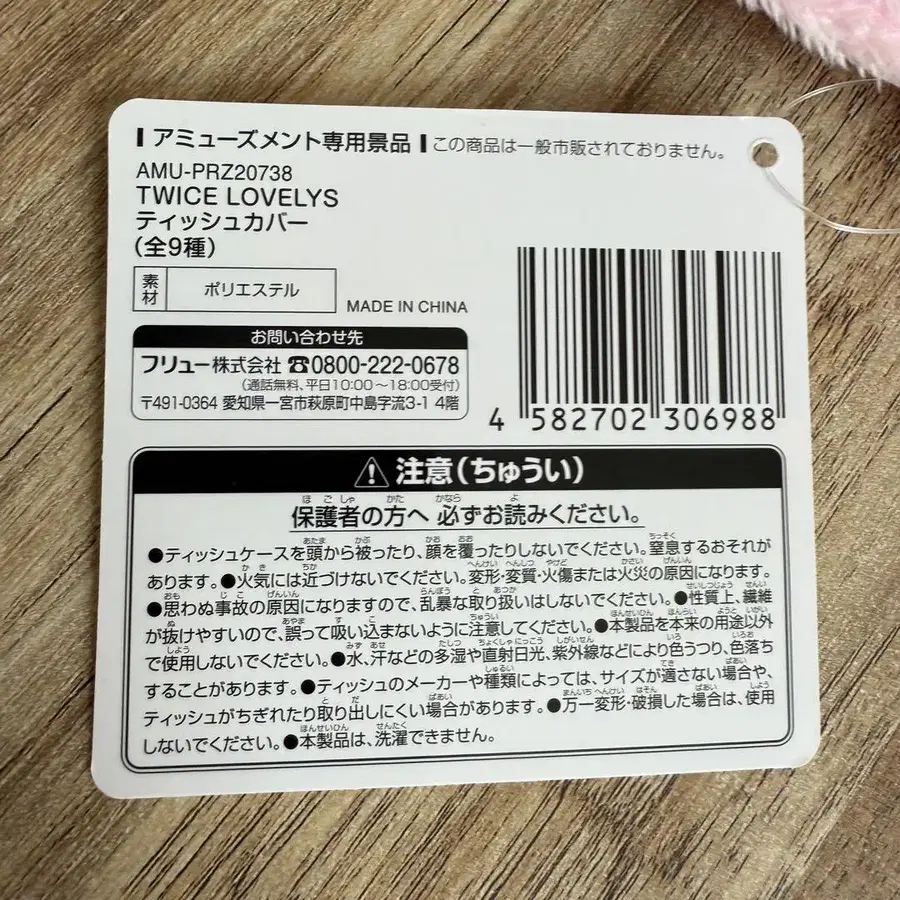 アミューズメント専用景品 この商品は一般市販されておりません。
AMU-PRZ20738
TWICE LOVELYS
ティッシュカバー
(全9種)
素材 ポリエステル
MADE IN CHINA
お問い合わせ先
フリュー株式会社 ☎0800-222-0678
(通話無料、平日10:00〜18:00受付)
〒491-0364 愛知県一宮市萩原町中島字流3-1 4階
4 582702 306988
⚠注意(ちゅうい)
保護者の方へ 必ずお読みください。
●ティッシュケースを頭から被ったり、顔を覆ったりしないでください。窒息するおそれが
あります。●火気には近づけないでください。変形・変質・火傷または火災の原因になります。
●思わぬ事故の原因になりますので、乱暴な取り扱いはしないでください。●性質上、繊維
が抜けやすいので、誤って吸い込まないように注意してください。●本製品を本来の用途以外
で使用しないでください。●水、汗などの多湿や直射日光、紫外線などにより色うつり、色落ち
することがあります。●ティッシュのメーカーや種類によっては、サイズが適さない場合や、
ティッシュがちぎれたり取り出しにくい場合があります。●万一変形・破損した場合は、使用
しないでください。●本製品は、洗濯できません。